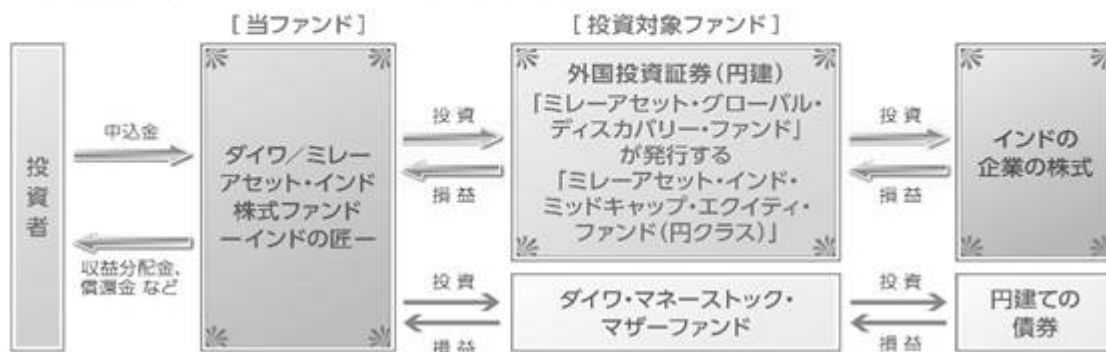 [当ファンド]
[投資対象ファンド]
投資者
申込金
収益分配金、
償還金 など
ダイワ／ミレー
アセット・インド
株式ファンド
－インドの匠－
投資
損益
外国投資証券(円建)
「ミレーアセット・グローバル・
ディスカバリー・ファンド」
が発行する
「ミレーアセット・インド・
ミッドキャップ・エクイティ・
ファンド(円クラス)」
投資
損益
インドの
企業の株式
投資
損益
ダイワ・マネーストック・
マザーファンド
投資
損益
円建ての
債券